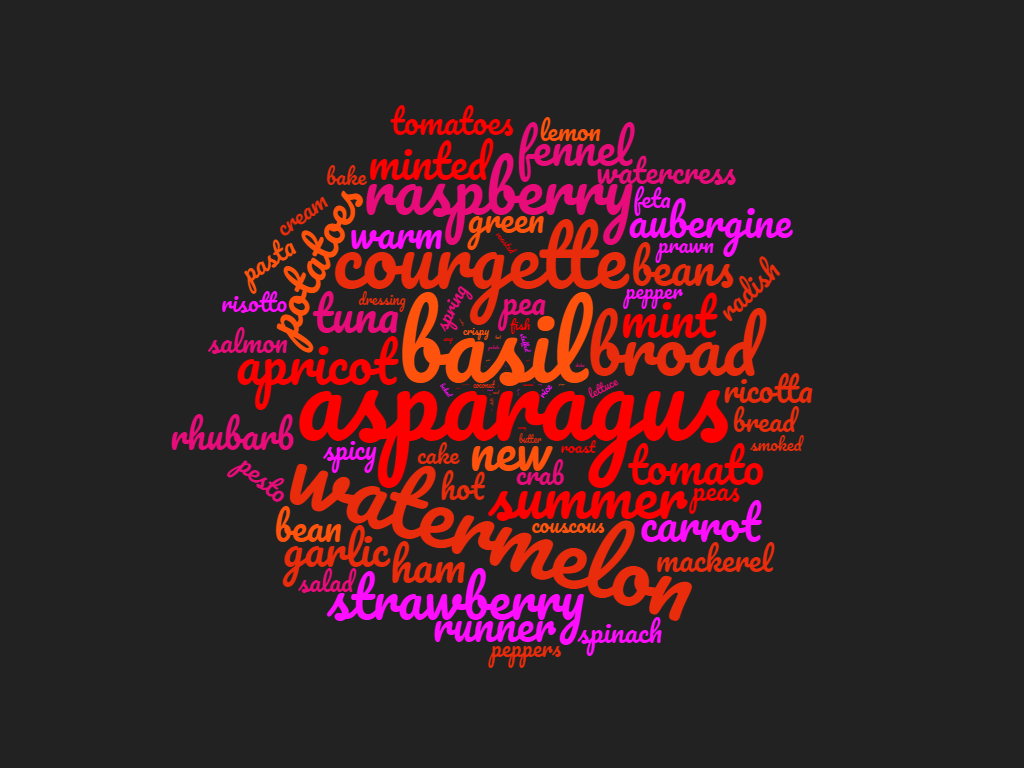 tomatoes
lemon
fennel
minted
watercress
bake
raspberry
feta
cream
potatoes
green
aubergine
warm
prawn
pasta
courgette
beans
radish
risotto
dressing
spring
pea
pepper
tuna
mint
fish
crispy
salmon
basil
broad
apricot
coconut
rice
lettuce
asparagus
ricotta
rhubarb
bread
butter
smoked
spicy
cake
new
roast
tomato
pesto
hot
crab
watermelon
summer
peas
bean
couscous
carrot
garlic
ham
mackerel
salad
strawberry
runner
spinach
peppers